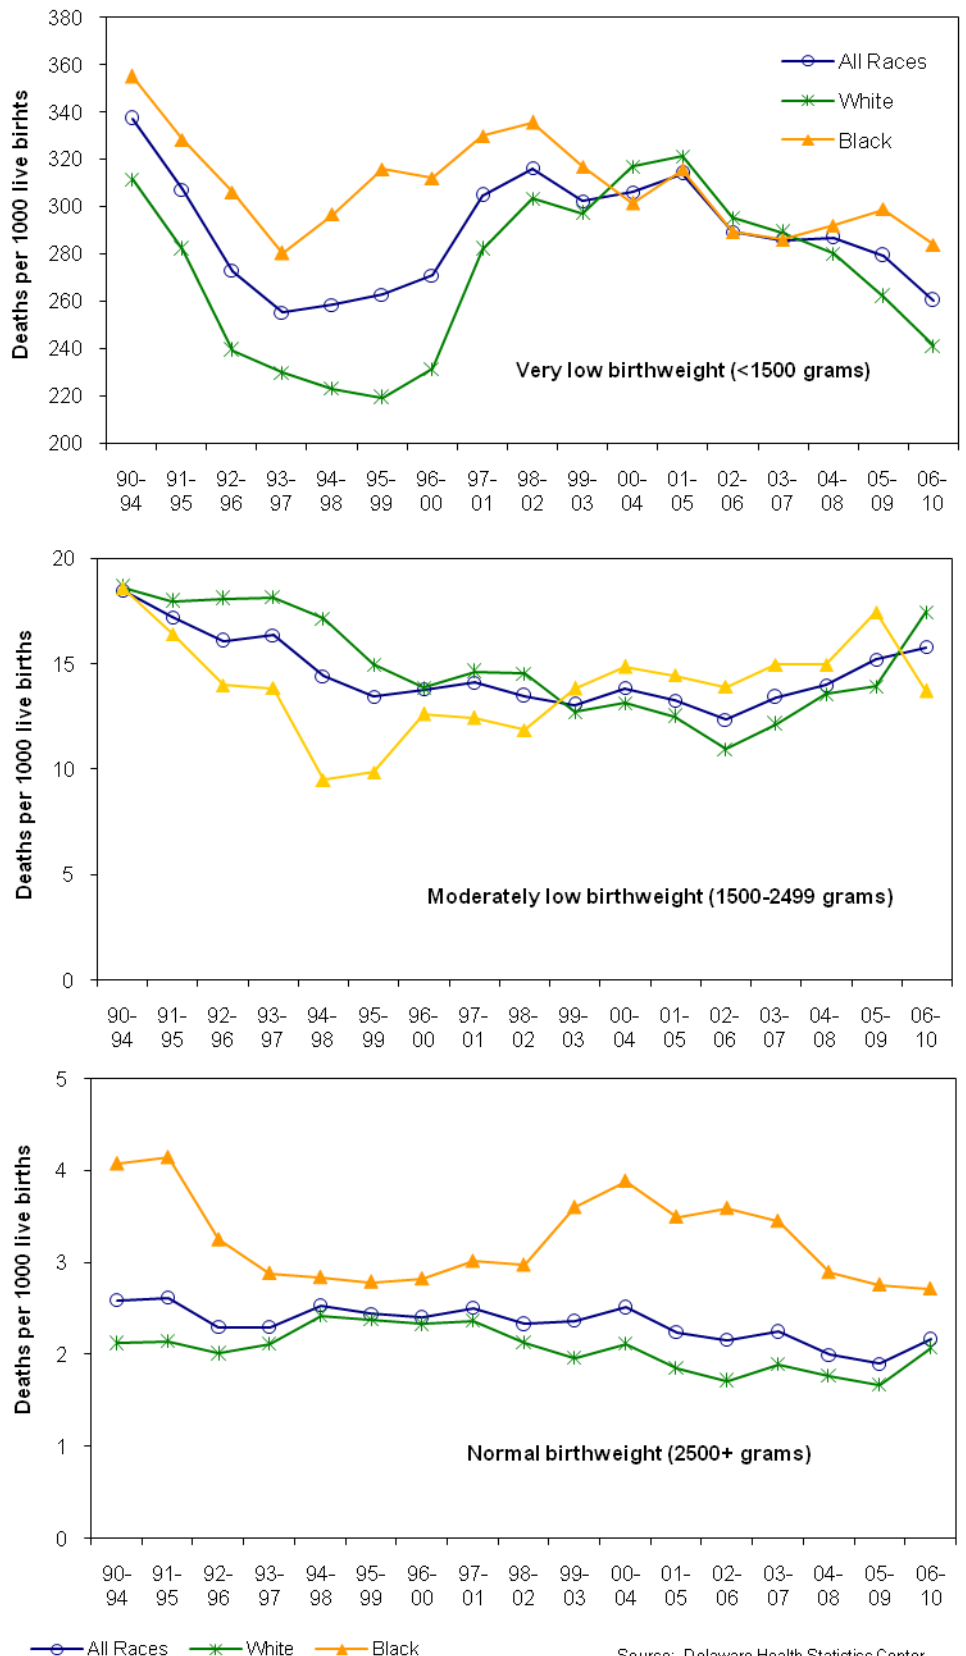 380
360
340
320
300
280
260
240
220
200
Deaths per 1000 live birhts
All Races
White
Black
Very low birthweight (<1500 grams)
90- 91- 92- 93- 94- 95- 96- 97- 98- 99- 00- 01- 02- 03- 04- 05- 06-
94 95 96 97 98 99 00 01 02 03 04 05 06 07 08 09 10
20
15
10
5
0
Deaths per 1000 live births
Moderately low birthweight (1500-2499 grams)
90- 91- 92- 93- 94- 95- 96- 97- 98- 99- 00- 01- 02- 03- 04- 05- 06-
94 95 96 97 98 99 00 01 02 03 04 05 06 07 08 09 10
5
4
3
2
1
0
Deaths per 1000 live births
Normal birthweight (2500+ grams)
90- 91- 92- 93- 94- 95- 96- 97- 98- 99- 00- 01- 02- 03- 04- 05- 06-
94 95 96 97 98 99 00 01 02 03 04 05 06 07 08 09 10
All Races White Black
Source: Delaware Health Statistics Center